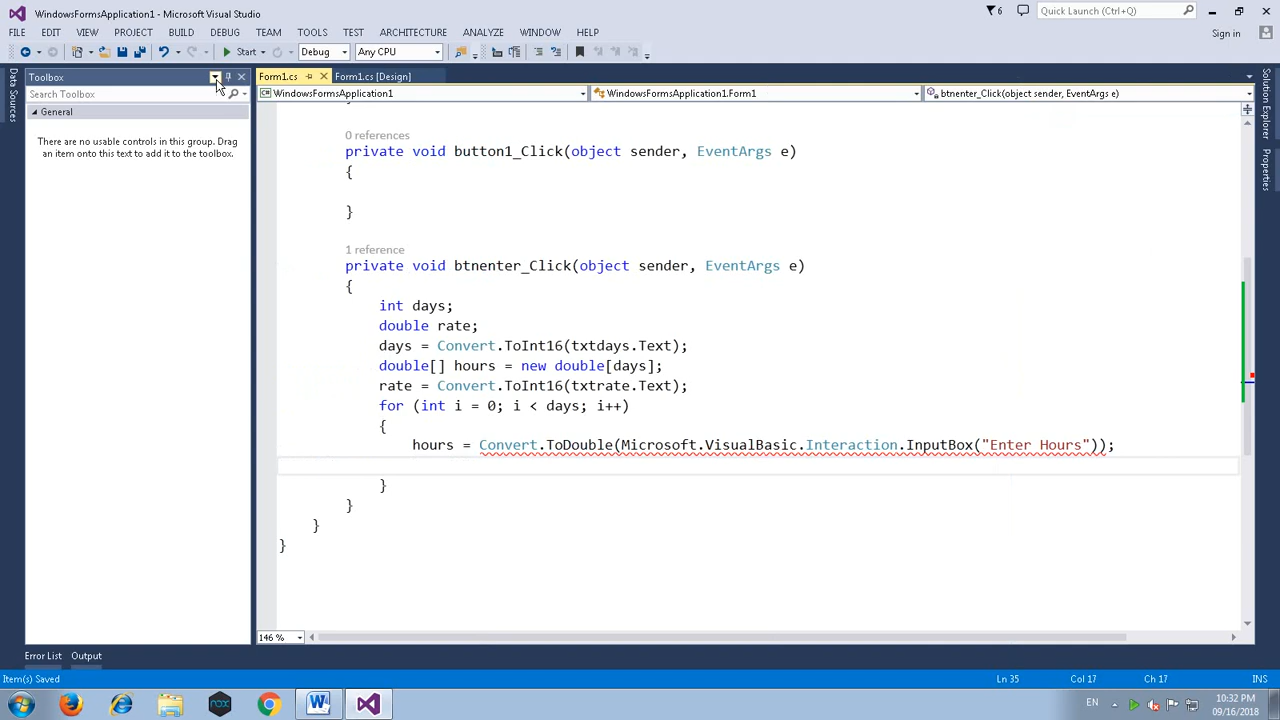 WindowsFormsApplication1 - Microsoft Visual Studio
6
Quick Launch (Ctrl+Q)
FILE EDIT VIEW PROJECT BUILD DEBUG TEAM TOOLS TEST ARCHITECTURE ANALYZE WINDOW HELP
Sign in
Start
Debug
Any CPU
Data Sources
Toolbox
Search Toolbox
General
There are no usable controls in this group. Drag
an item onto this text to add it to the toolbox.
Form1.cs
Form1.cs [Design]
WindowsFormsApplication1
WindowsFormsApplication1.Form1
btnenter_Click(object sender, EventArgs e)
0 references
private void button1_Click(object sender, EventArgs e)
{
}
1 reference
private void btnenter_Click(object sender, EventArgs e)
{
int days;
double rate;
days = Convert.ToInt16(txtdays.Text);
double[] hours = new double[days];
rate = Convert.ToInt16(txtrate.Text);
for (int i = 0; i < days; i++)
{
hours = Convert.ToDouble(Microsoft.VisualBasic.Interaction.InputBox("Enter Hours"));
}
}
}
}
146 %
Solution Explorer
Properties
Error List
Output
Item(s) Saved
Ln 35
Col 17
Ch 17
INS
EN
10:32 PM
09/16/2018